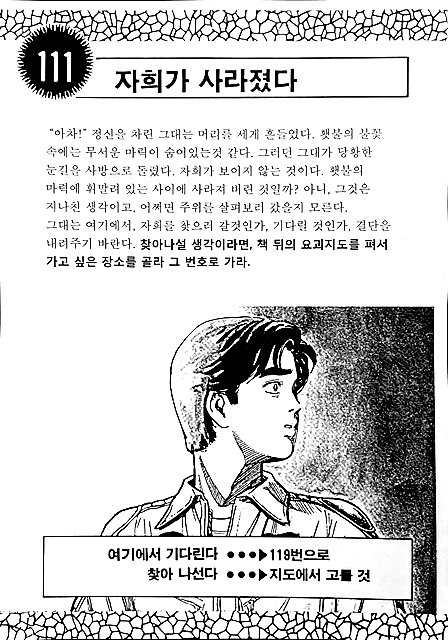 111
자희가 사라졌다
“아차!” 정신을 차린 그대는 머리를 세게 흔들었다. 횃불의 불꽃
속에는 무서운 마력이 숨어있는것 같다. 그러던 그대가 당황한
눈길을 사방으로 돌렸다. 자희가 보이지 않는 것이다. 횃불의
마력에 휘말려 있는 사이에 사라져 버린 것일까? 아니, 그것은
지나친 생각이고, 어쩌면 주위를 살펴보러 갔을지 모른다.
그대는 여기에서, 자희를 찾으러 갈것인가, 기다릴 것인가, 결단을
내려주기 바란다. 찾아나설 생각이라면, 책 뒤의 요괴지도를 펴서
가고 싶은 장소를 골라 그 번호로 가라.
여기에서 기다린다 ●●●▶118번으로
찾아 나선다 ●●●▶지도에서 고를 것